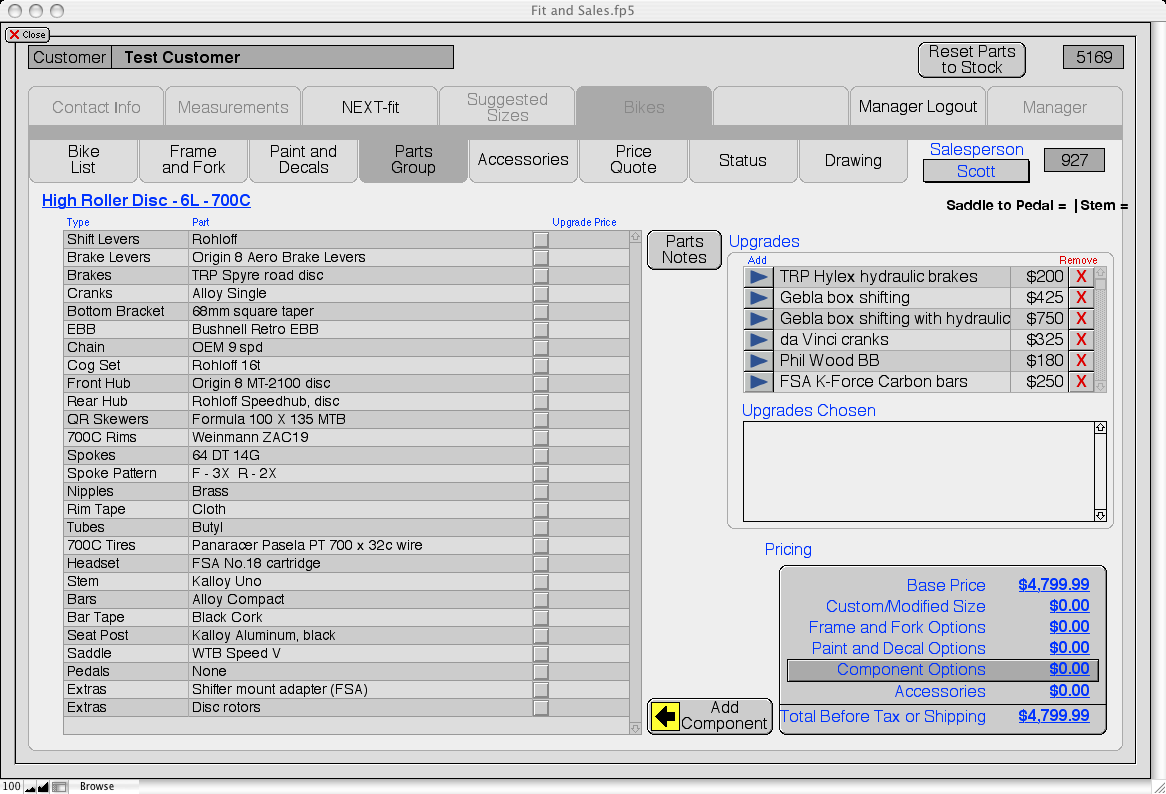 Fit and Sales.fp5
X Close
Customer Test Customer
Reset Parts
to Stock
5169
Contact Info Measurements NEXT-fit Suggested
Sizes
Bikes Manager Logout Manager
Bike
List
Frame
and Fork
Paint and
Decals
Parts
Group
Accessories
Price
Quote
Status
Drawing
Salesperson
Scott
927
High Roller Disc - 6L - 700C
Saddle to Pedal = | Stem =
Type Part Upgrade Price
Shift Levers Rohloff
Brake Levers Origin 8 Aero Brake Levers
Brakes TRP Spyre road disc
Cranks Alloy Single
Bottom Bracket 68mm square taper
EBB Bushnell Retro EBB
Chain OEM 9 spd
Cog Set Rohloff 16t
Front Hub Origin 8 MT-2100 disc
Rear Hub Rohloff Speedhub, disc
QR Skewers Formula 100 X 135 MTB
700C Rims Weinmann ZAC19
Spokes 64 DT 14G
Spoke Pattern F - 3X R - 2X
Nipples Brass
Rim Tape Cloth
Tubes Butyl
700C Tires Panaracer Pasela PT 700 x 32c wire
Headset FSA No.18 cartridge
Stem Kalloy Uno
Bars Alloy Compact
Bar Tape Black Cork
Seat Post Kalloy Aluminum, black
Saddle WTB Speed V
Pedals None
Extras Shifter mount adapter (FSA)
Extras Disc rotors
Parts
Notes
Upgrades
Add Remove
TRP Hylex hydraulic brakes $200 X
Gebla box shifting $425 X
Gebla box shifting with hydraulic $750 X
da Vinci cranks $325 X
Phil Wood BB $180 X
FSA K-Force Carbon bars $250 X
Upgrades Chosen
Pricing
Base Price $4,799.99
Custom/Modified Size $0.00
Frame and Fork Options $0.00
Paint and Decal Options $0.00
Component Options $0.00
Accessories $0.00
Total Before Tax or Shipping $4,799.99
Add
Component
100 Browse